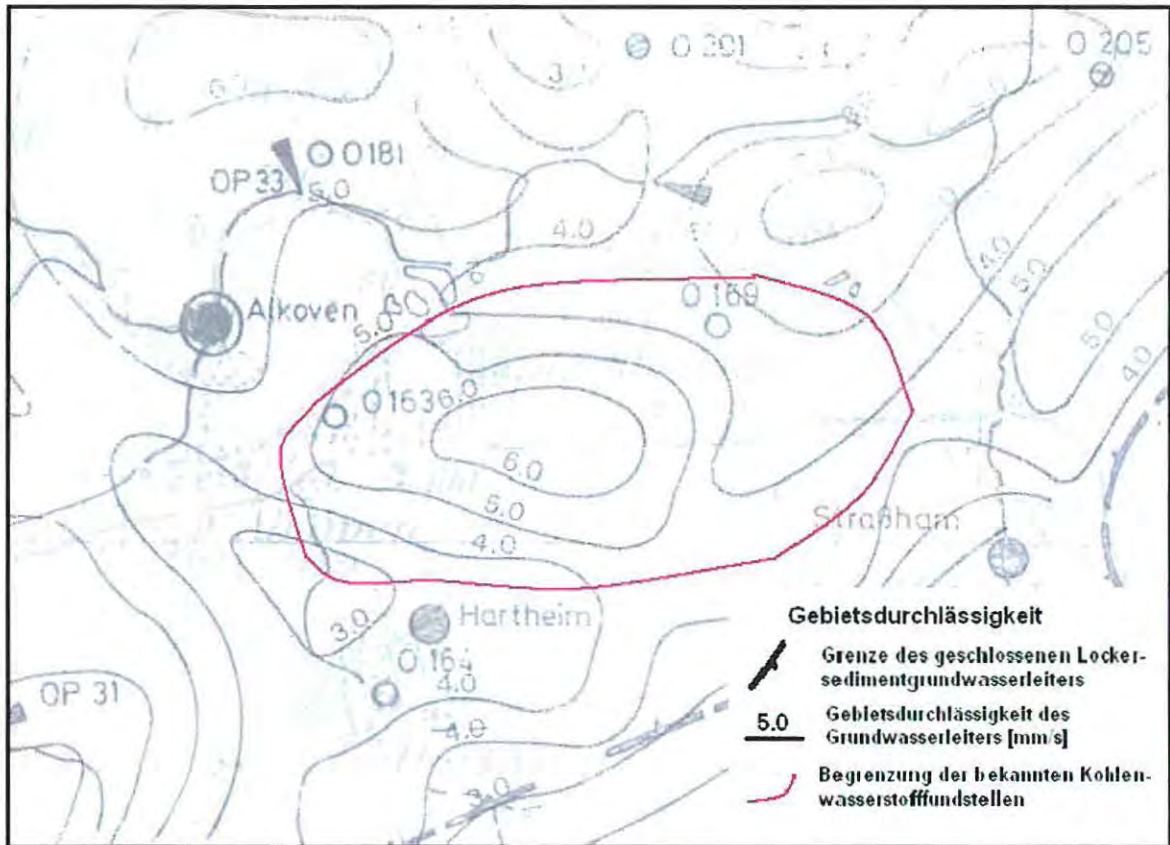 6.0
3.0
O 201
O 205
O 181
OP 33
5.0
4.0
4.0
5.0
5.0
4.0
Alkoven
5.0
O 169
O 163
6.0
6.0
5.0
4.0
Straßham
3.0
Hartheim
O 164
4.0
4.0
OP 31
3.0
Gebietsdurchlässigkeit
Grenze des geschlossenen Locker-
sedimentgrundwasserleiters
5.0
Gebietsdurchlässigkeit des
Grundwasserleiters [mm/s]
Begrenzung der bekannten Kohlen-
wasserstofffundstellen